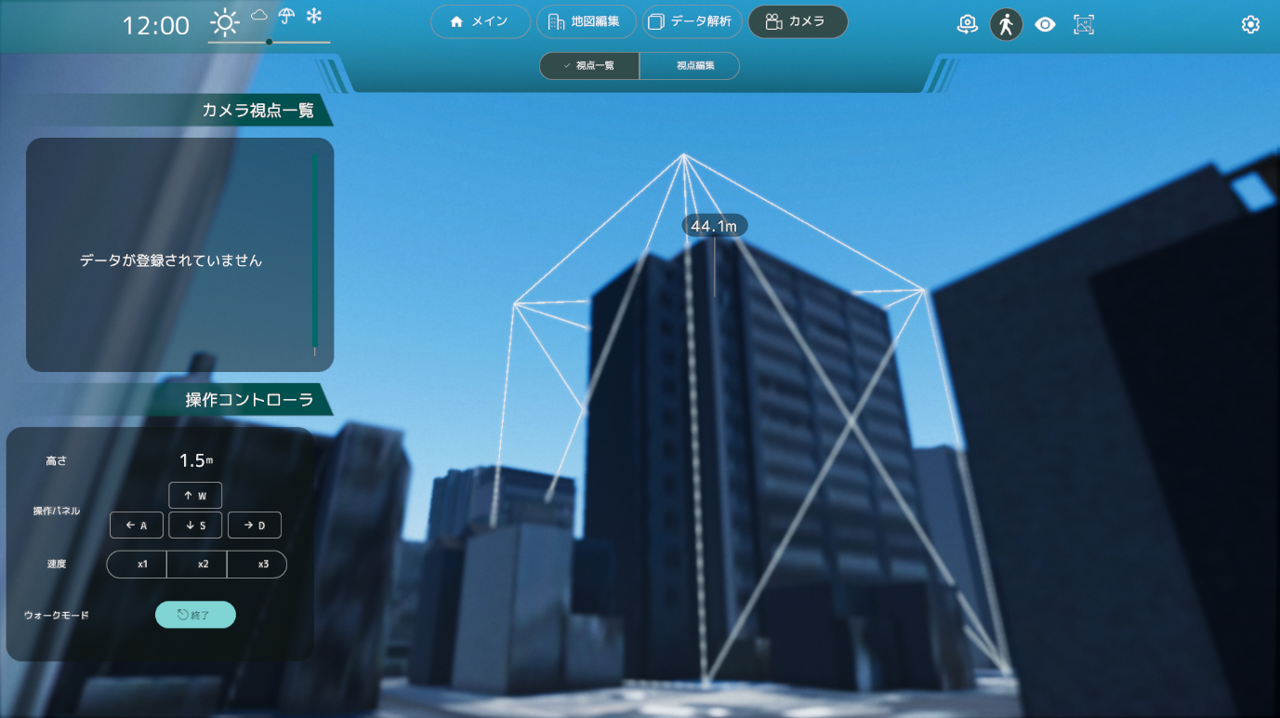 12:00
メイン
地図編集
データ解析
カメラ
視点一覧
視点編集
カメラ視点一覧
データが登録されていません
44.1m
操作コントローラ
高さ
1.5m
操作パネル
↑ W
← A
↓ S
→ D
速度
x1
x2
x3
ウォークモード
終了